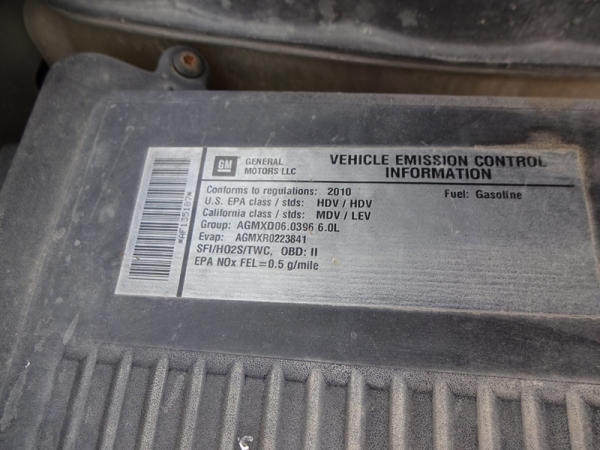 GM
GENERAL
MOTORS LLC
VEHICLE EMISSION CONTROL
INFORMATION
Conforms to regulations: 2010
Fuel: Gasoline
U.S. EPA class / stds: HDV / HDV
California class / stds: MDV / LEV
Group: AGMXD06.0396 6.0L
Evap: AGMXR0223841
SFI/HO2S/TWC, OBD: II
EPA NOx FEL=0.5 g/mile
*AF135187*